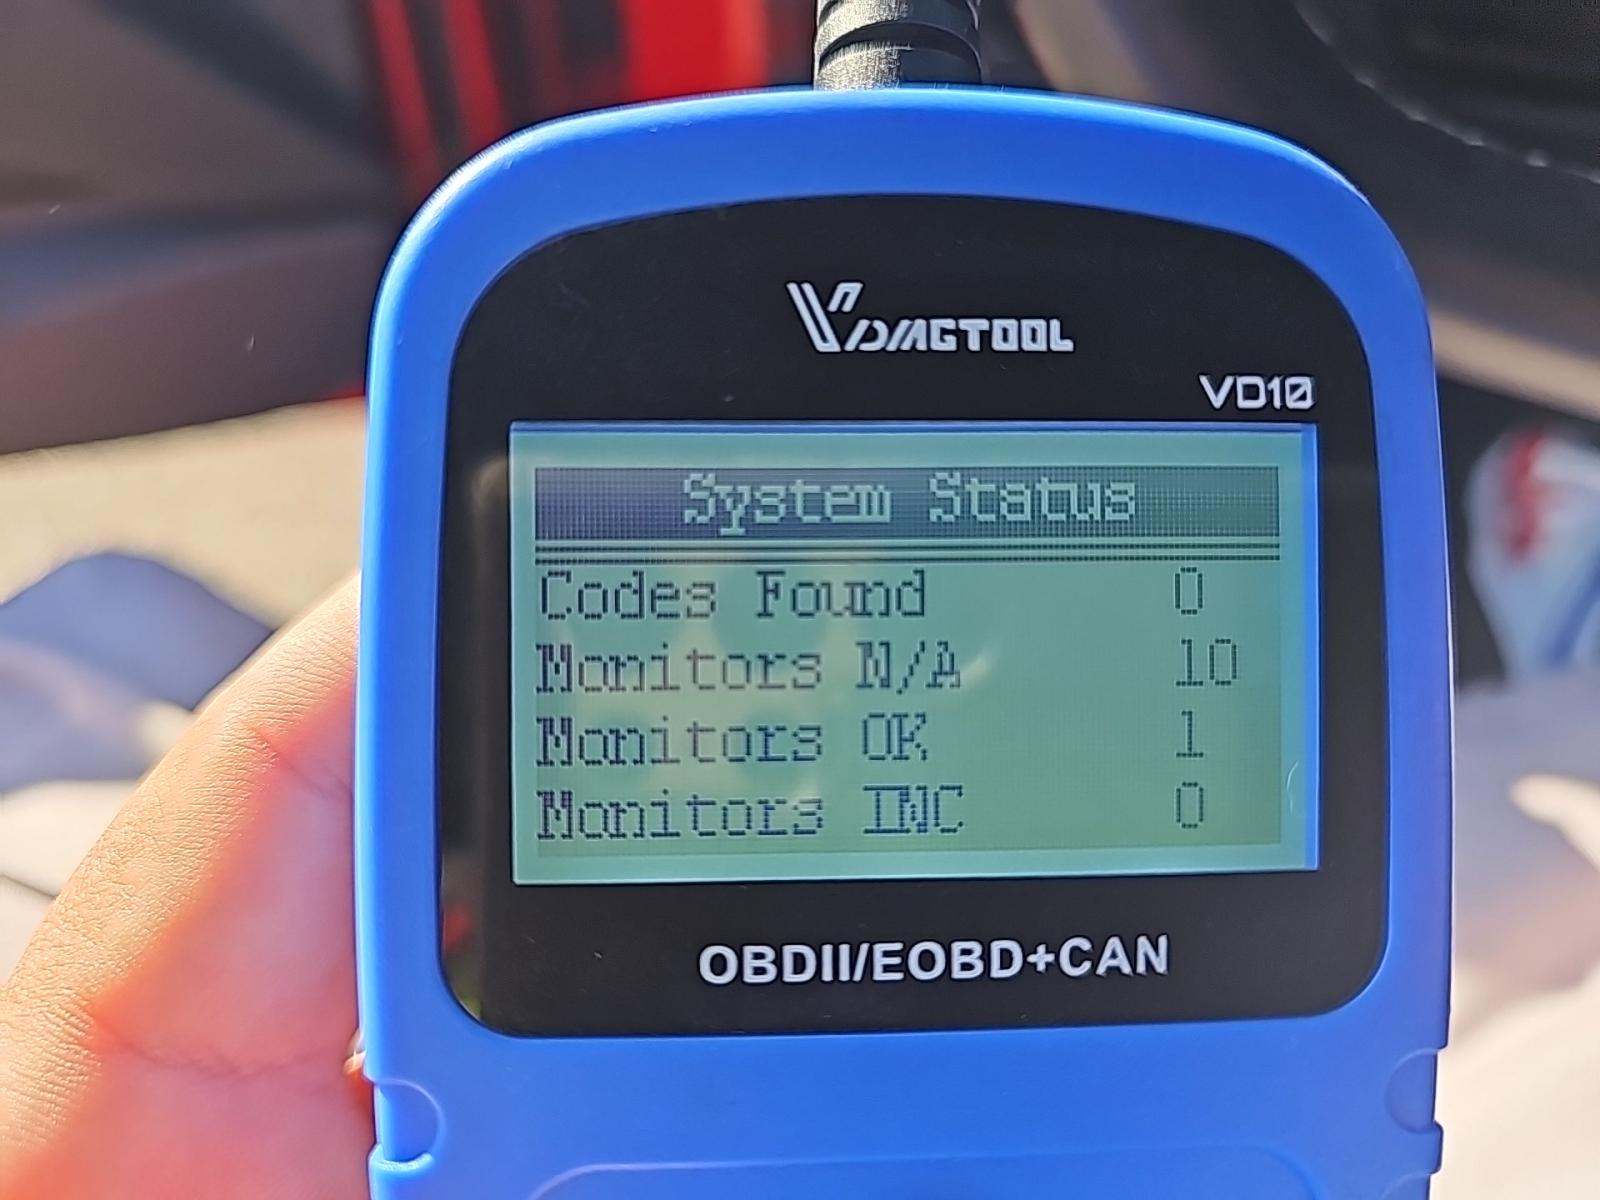 VDIAGTOOL
VD10
System Status
Codes Found 0
Monitors N/A 10
Monitors OK 1
Monitors INC 0
OBDII/EOBD+CAN